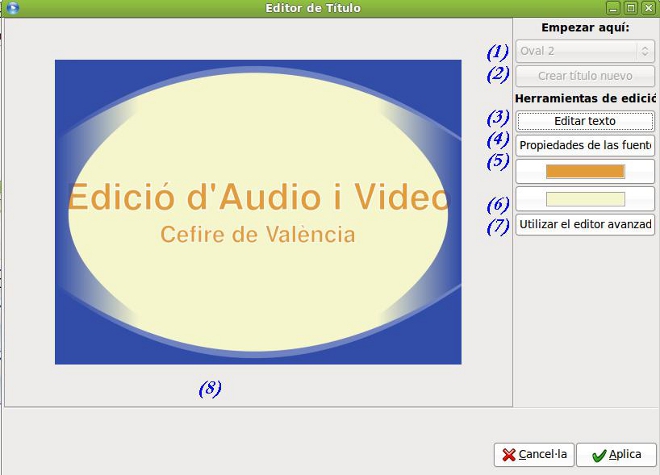 Editor de Título
Empezar aquí:
(1) Oval 2
(2) Crear título nuevo
Herramientas de edició
(3) Editar texto
(4) Propiedades de las fuent
(5)
(6)
(7) Utilizar el editor avanzad
Edició d'Audio i Video
Cefire de València
(8)
Cancel·la
Aplica